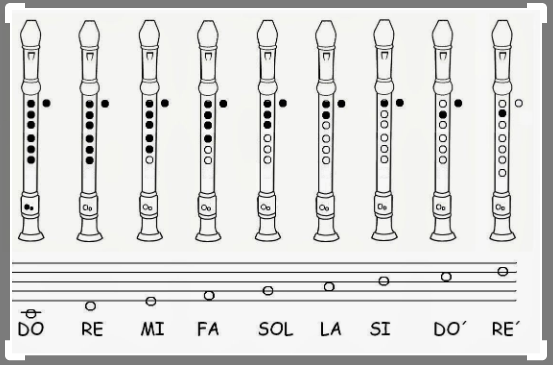 DO RE MI FA SOL LA SI DO´ RE´